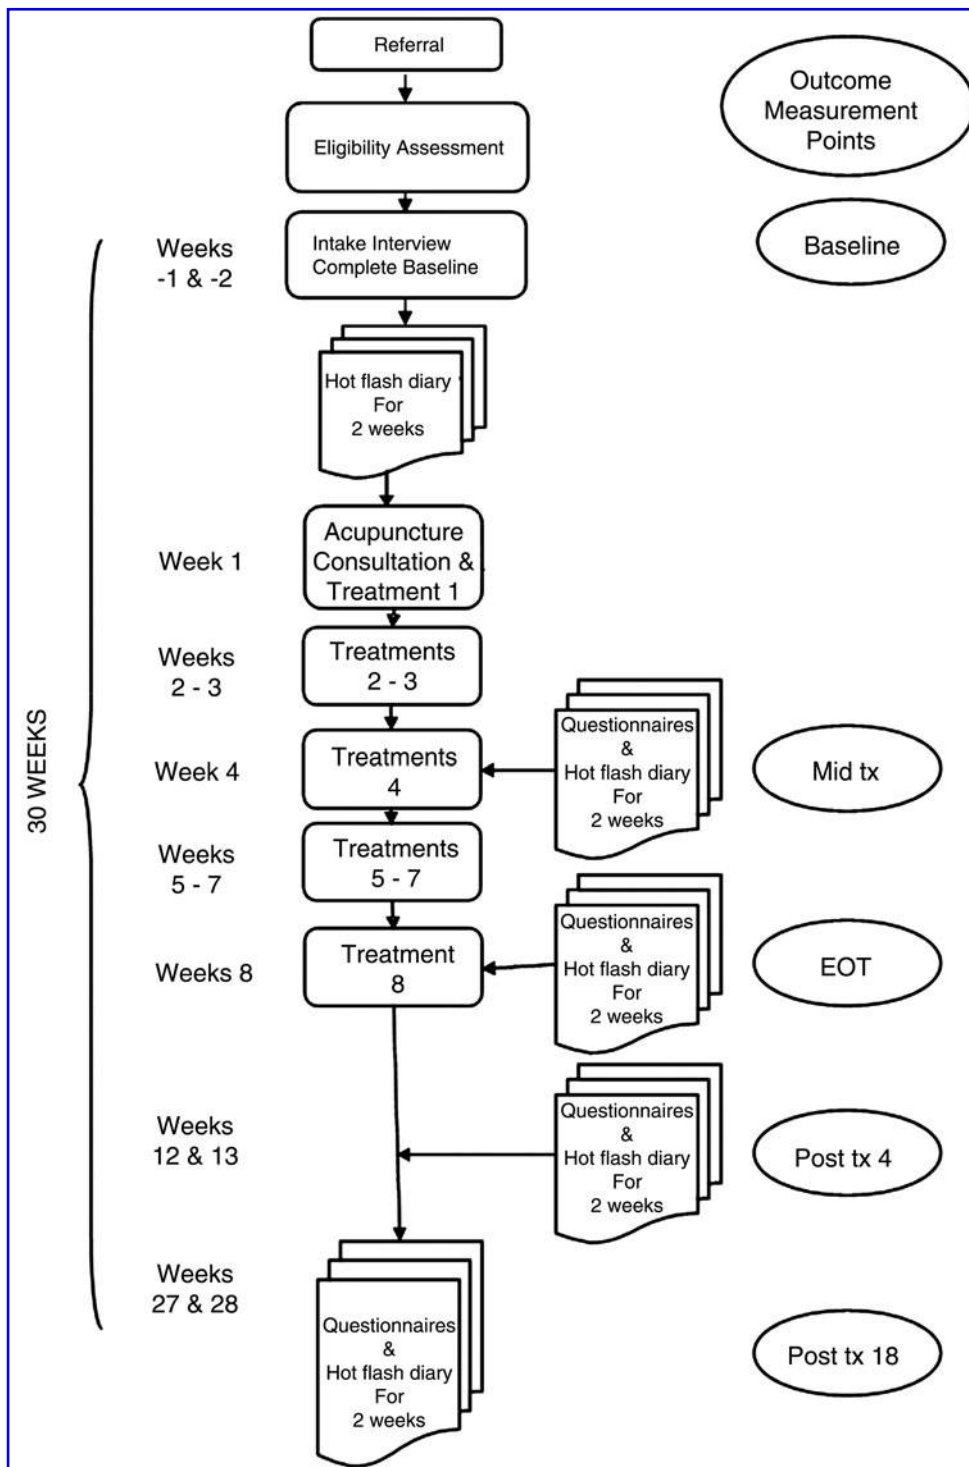 Referral
Outcome
Measurement
Points
Eligibility Assessment
Weeks
-1 & -2
Intake Interview
Complete Baseline
Baseline
Hot flash diary
For
2 weeks
Week 1
Acupuncture
Consultation &
Treatment 1
Weeks
2 - 3
Treatments
2 - 3
30 WEEKS
Week 4
Treatments
4
Questionnaires
&
Hot flash diary
For
2 weeks
Mid tx
Weeks
5 - 7
Treatments
5 - 7
Weeks 8
Treatment
8
Questionnaires
&
Hot flash diary
For
2 weeks
EOT
Weeks
12 & 13
Questionnaires
&
Hot flash diary
For
2 weeks
Post tx 4
Weeks
27 & 28
Questionnaires
&
Hot flash diary
For
2 weeks
Post tx 18